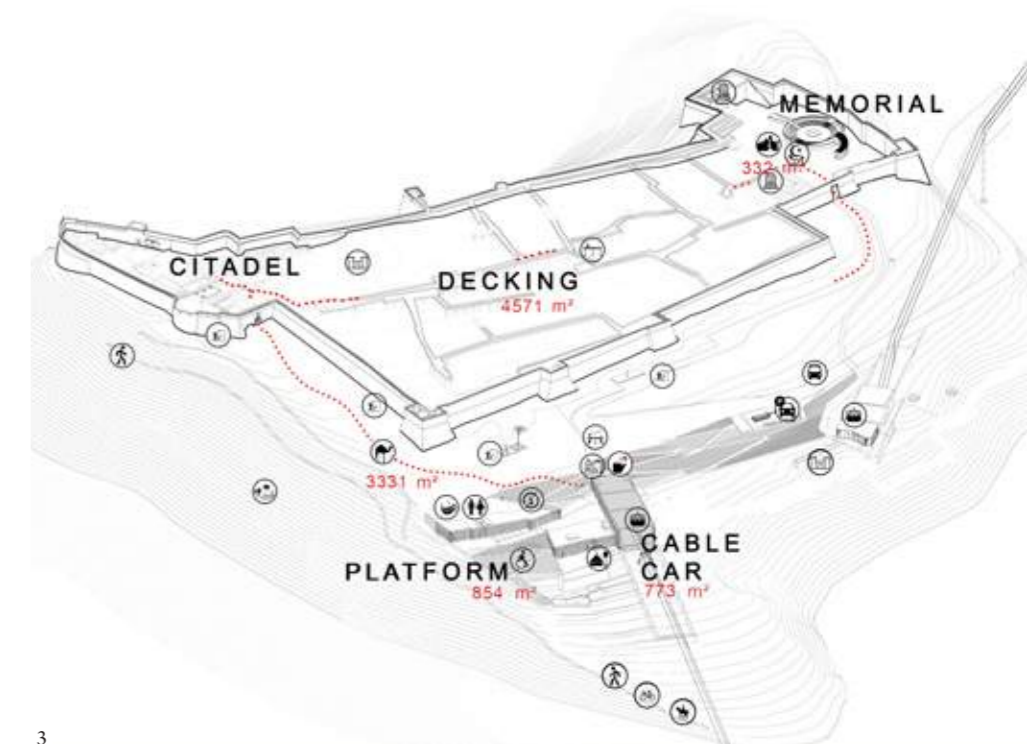 MEMORIAL
332 m²
CITADEL
DECKING
4571 m²
3331 m²
CABLE
CAR
773 m²
PLATFORM
854 m²
3